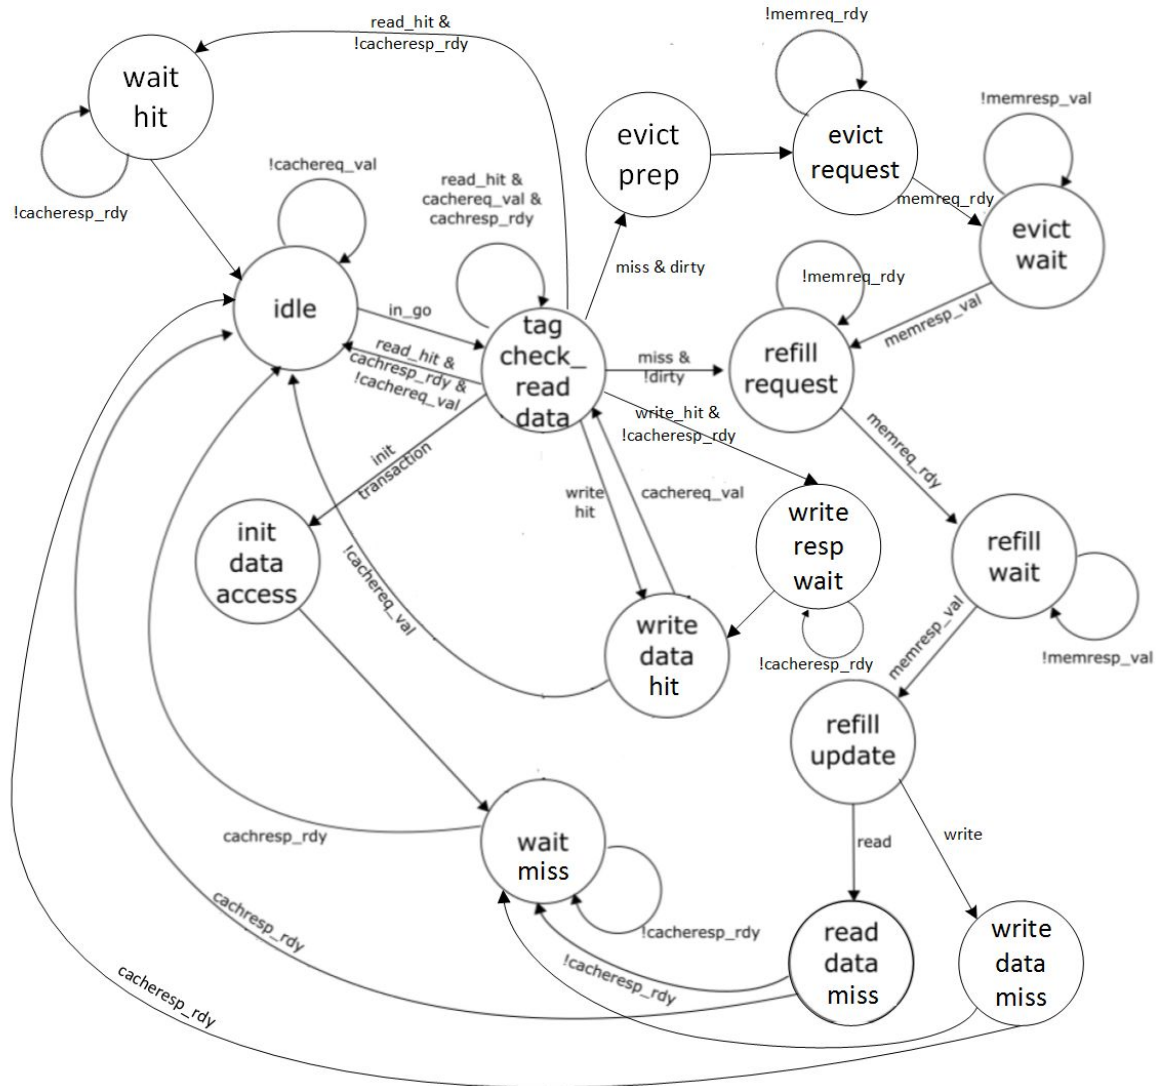 read_hit &
!cacheresp_rdy
!memreq_rdy
wait
hit
!memresp_val
evict
prep
evict
request
!cachereq_val
read_hit &
cachereq_val &
cachresp_rdy
memreq_rdy
!cacheresp_rdy
evict
wait
miss & dirty
!memreq_rdy
idle
in_go
memresp_val
tag
check_
read
data
read_hit &
cachresp_rdy &
!cachereq_val
miss &
!dirty
refill
request
write_hit &
!cacheresp_rdy
memreq_rdy
init
transaction
write
hit
cachereq_val
write
resp
wait
init
data
access
refill
wait
!cachereq_val
write
data
hit
memresp_val
!cacheresp_rdy
!memresp_val
refill
update
cachresp_rdy
wait
miss
read
write
!cacheresp_rdy
cachresp_rdy
!cacheresp_rdy
read
data
miss
write
data
miss
cacheresp_rdy